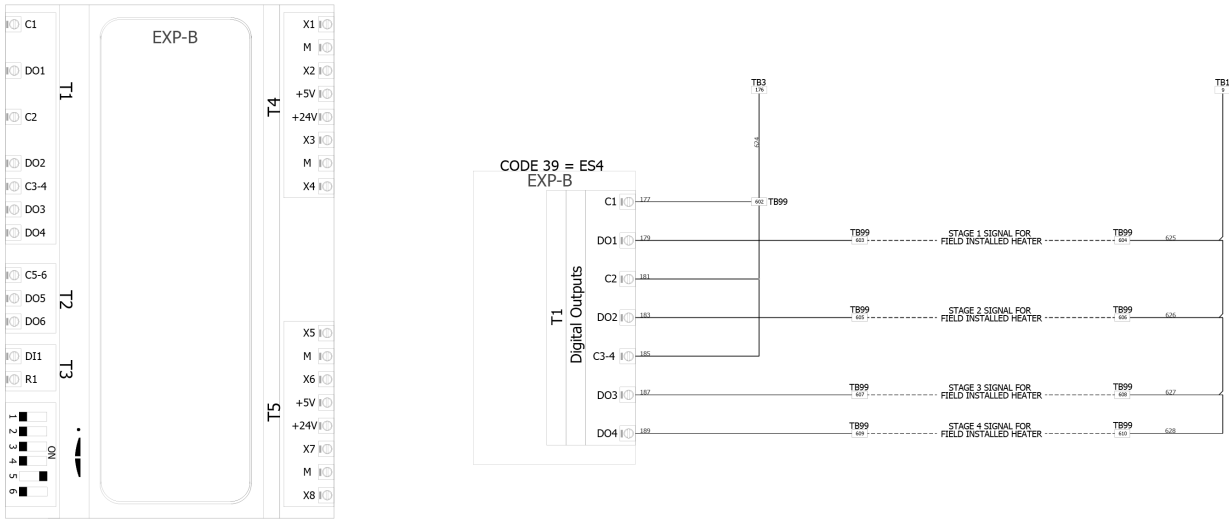 EXP-B
C1
DO1
C2
DO2
C3-4
DO3
DO4
T1
C5-6
DO5
DO6
T2
DI1
R1
T3
1
2
3
4
5
6
ON
X1
M
X2
+5V
+24V
X3
M
X4
T4
X5
M
X6
+5V
+24V
X7
M
X8
T5
CODE 39 = ES4
EXP-B
T1
Digital Outputs
TB3
176
TB1
9
624
C1 177 602 TB99
DO1 179 TB99 603 STAGE 1 SIGNAL FOR
FIELD INSTALLED HEATER TB99 604 625
C2 181
DO2 183 TB99 605 STAGE 2 SIGNAL FOR
FIELD INSTALLED HEATER TB99 606 626
C3-4 185
DO3 187 TB99 607 STAGE 3 SIGNAL FOR
FIELD INSTALLED HEATER TB99 608 627
DO4 189 TB99 609 STAGE 4 SIGNAL FOR
FIELD INSTALLED HEATER TB99 610 628